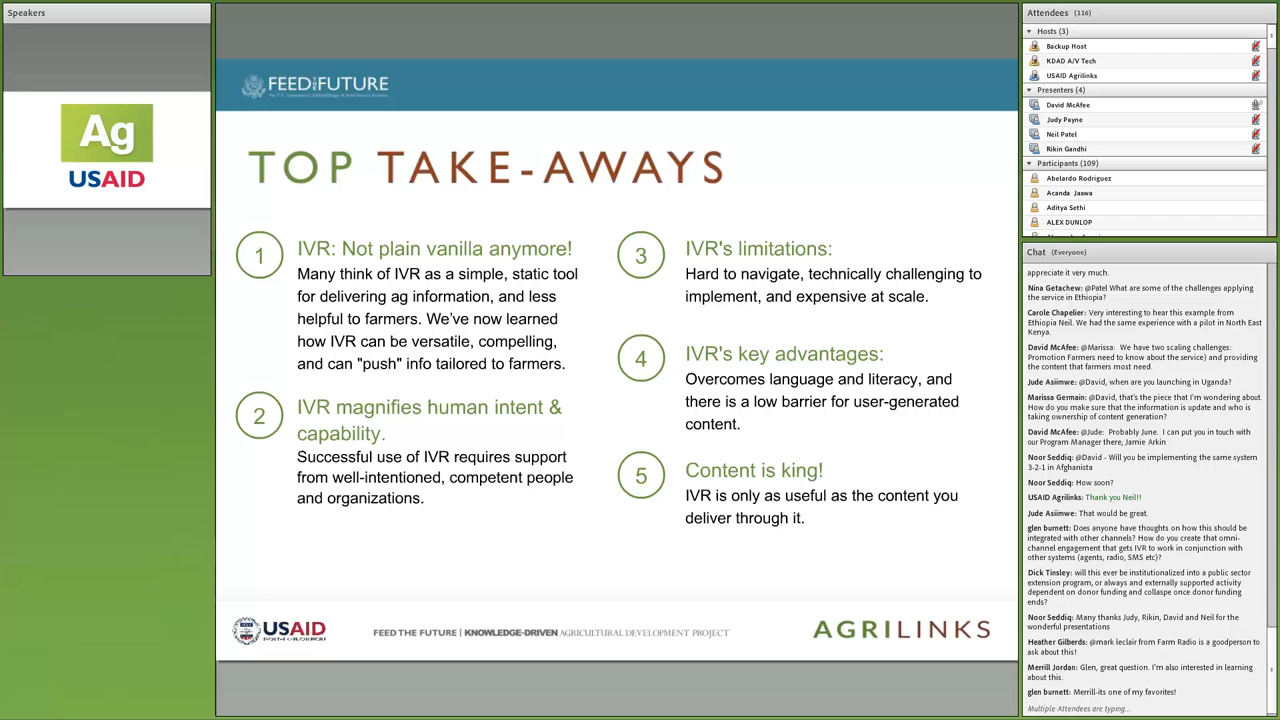 Speakers
Ag
USAID
FEED THE FUTURE
TOP TAKE-AWAYS
1
IVR: Not plain vanilla anymore!
Many think of IVR as a simple, static tool
for delivering ag information, and less
helpful to farmers. We've now learned
how IVR can be versatile, compelling,
and can "push" info tailored to farmers.
2
IVR magnifies human intent &
capability.
Successful use of IVR requires support
from well-intentioned, competent people
and organizations.
3
IVR's limitations:
Hard to navigate, technically challenging to
implement, and expensive at scale.
4
IVR's key advantages:
Overcomes language and literacy, and
there is a low barrier for user-generated
content.
5
Content is king!
IVR is only as useful as the content you
deliver through it.
USAID
FEED THE FUTURE | KNOWLEDGE-DRIVEN AGRICULTURAL DEVELOPMENT PROJECT
AGRILINKS
Attendees (116)
Hosts (3)
Backup Host
KDAD A/V Tech
USAID Agrilinks
Presenters (4)
David McAfee
Judy Payne
Neil Patel
Rikin Gandhi
Participants (109)
Abelardo Rodriguez
Acanda Jaswa
Aditya Sethi
ALEX DUNLOP
Chat (Everyone)
appreciate it very much.
Nina Getachew: @Patel What are some of the challenges applying
the service in Ethiopia?
Carole Chapelier: Very interesting to hear this example from
Ethiopia Neil. We had the same experience with a pilot in North East
Kenya.
David McAfee: @Marissa: We have two scaling challenges:
Promotion Farmers need to know about the service) and providing
the content that farmers most need.
Jude Asiimwe: @David, when are you launching in Uganda?
Marissa Germain: @David, that's the piece that I'm wondering about.
How do you make sure that the information is update and who is
taking ownership of content generation?
David McAfee: @Jude: Probably June. I can put you in touch with
our Program Manager there, Jamie Arkin
Noor Seddiq: @David - Will you be implementing the same system
3-2-1 in Afghanista
Noor Seddiq: How soon?
USAID Agrilinks: Thank you Neil!!
Jude Asiimwe: That would be great.
glen burnett: Does anyone have thoughts on how this should be
integrated with other channels? How do you create that omni-
channel engagement that gets IVR to work in conjunction with
other systems (agents, radio, SMS etc)?
Dick Tinsley: will this ever be institutionalized into a public sector
extension program, or always and externally supported activity
dependent on donor funding and collaspe once donor funding
ends?
Noor Seddiq: Many thanks Judy, Rikin, David and Neil for the
wonderful presentations
Heather Gilberds: @mark leclair from Farm Radio is a goodperson to
ask about this!
Merrill Jordan: Glen, great question. I'm also interested in learning
about this.
glen burnett: Merrill-its one of my favorites!
Multiple Attendees are typing...